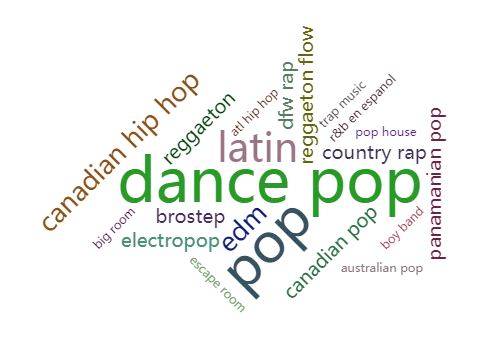 canadian hip hop
reggaeton
atl hip hop
dfw rap
reggaeton flow
trap music
r&b en espanol
pop house
latin
country rap
panamanian pop
dance pop
big room
brostep
edm
electropop
pop
escape room
canadian pop
boy band
australian pop